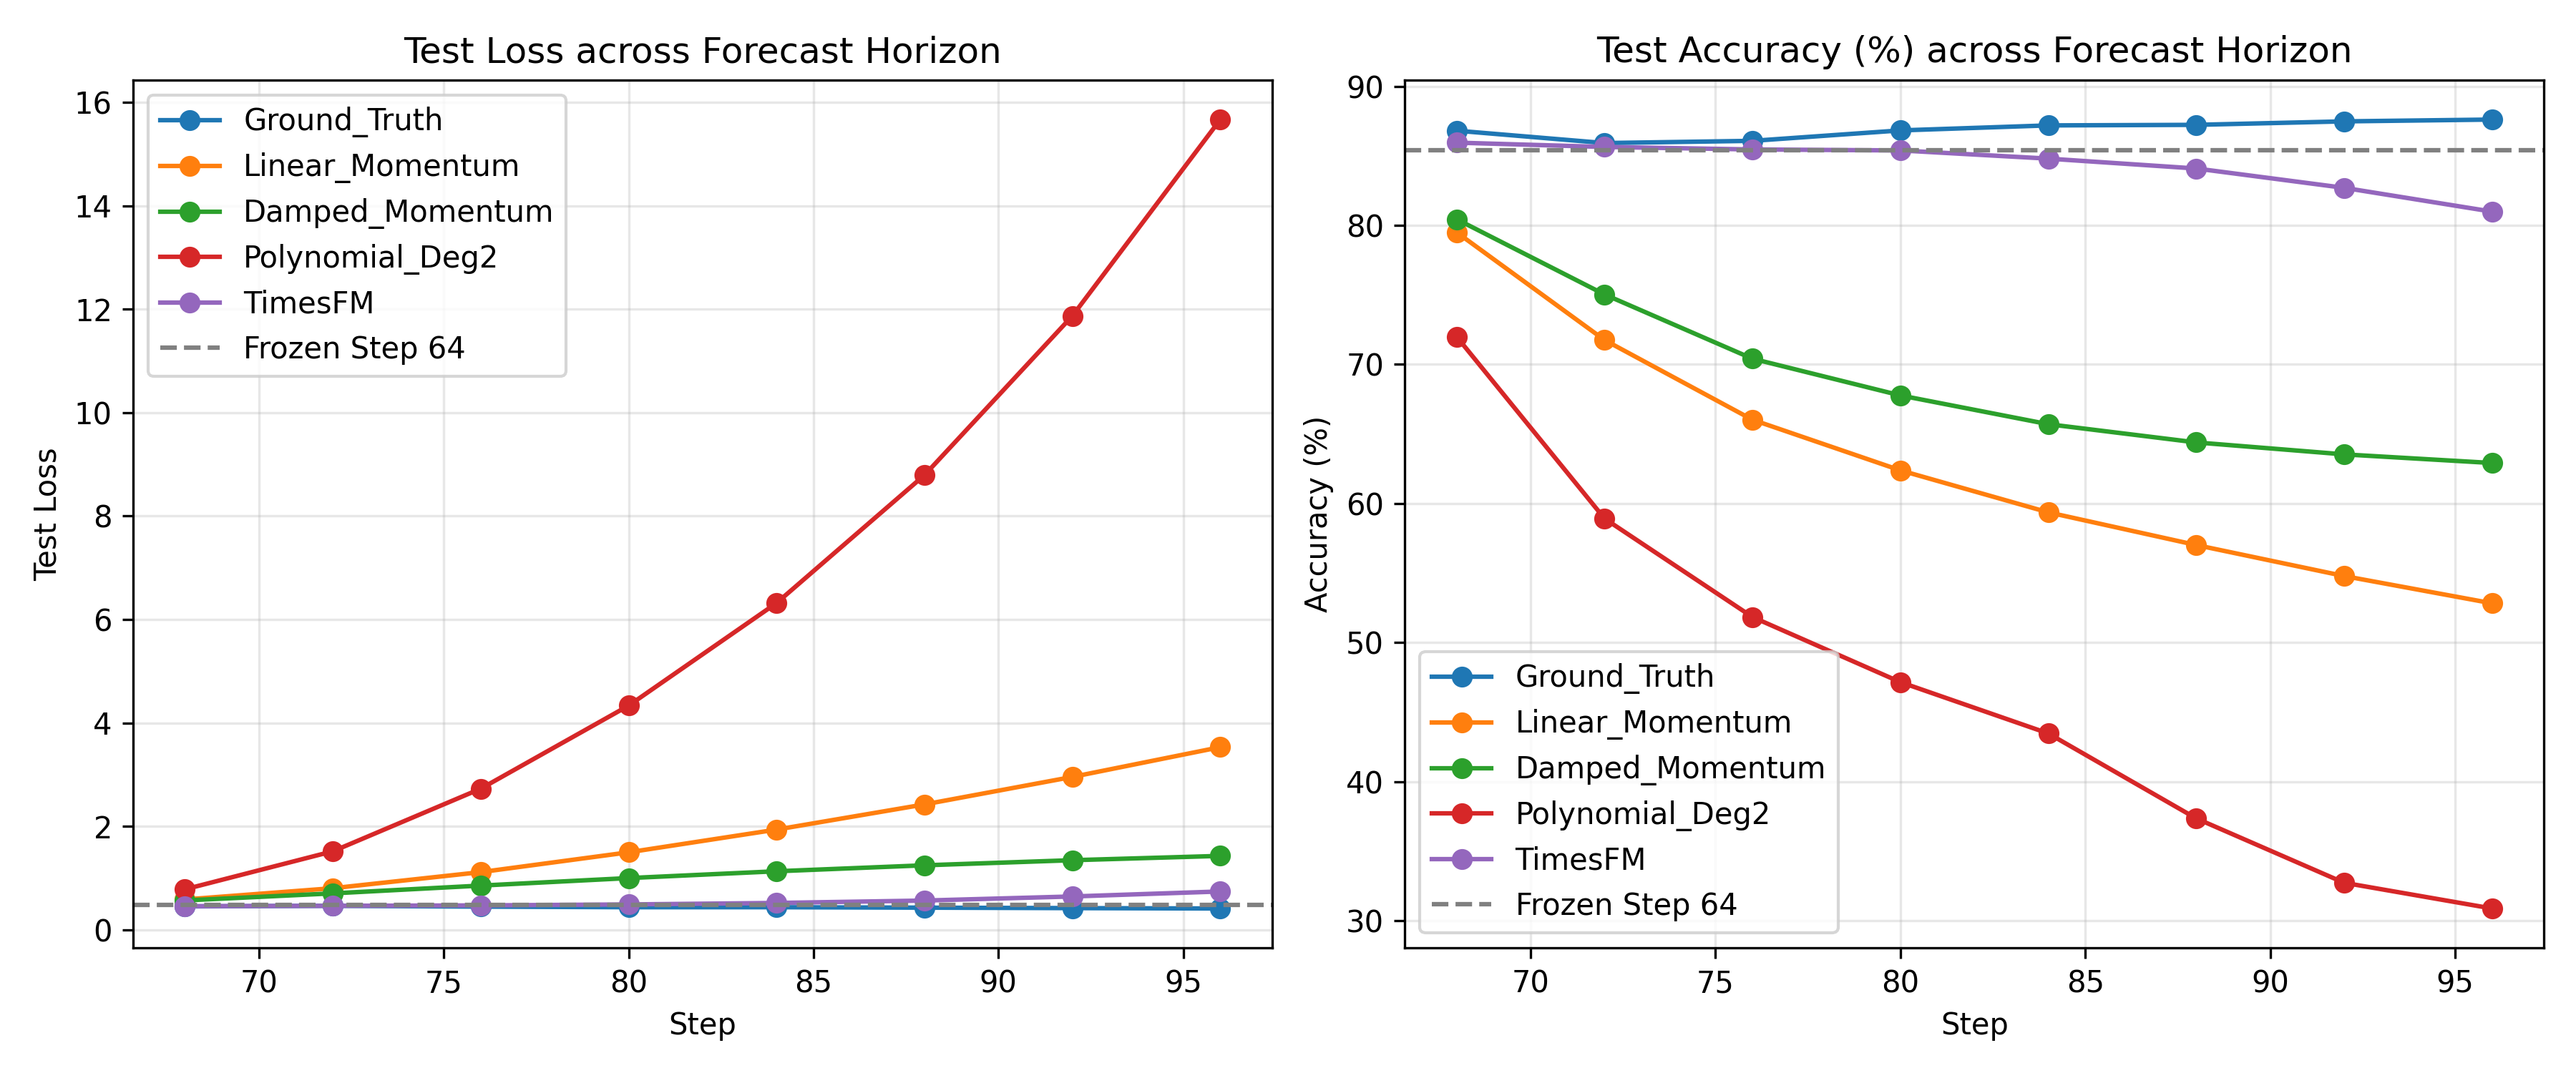 Test Loss across Forecast Horizon
16
14
12
10
8
6
4
2
0
Test Loss
Ground_Truth
Linear_Momentum
Damped_Momentum
Polynomial_Deg2
TimesFM
Frozen Step 64
70
75
80
85
90
95
Step
Test Accuracy (%) across Forecast Horizon
90
80
70
60
50
40
30
Accuracy (%)
Ground_Truth
Linear_Momentum
Damped_Momentum
Polynomial_Deg2
TimesFM
Frozen Step 64
70
75
80
85
90
95
Step